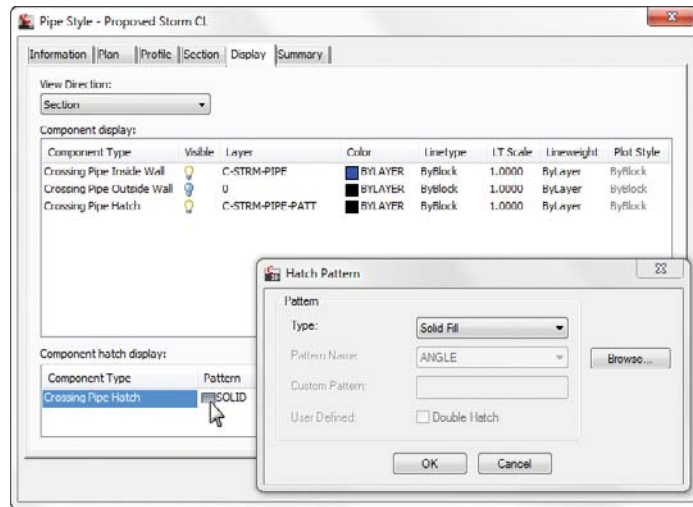 Pipe Style - Proposed Storm CL
Information Plan Profile Section Display Summary
View Direction:
Section
Component display:
Component Type Visible Layer Color Linetype LT Scale Lineweight Plot Style
Crossing Pipe Inside Wall C-STRM-PIPE BYLAYER ByBlock 1.0000 ByLayer ByBlock
Crossing Pipe Outside Wall 0 BYLAYER ByBlock 1.0000 ByLayer ByBlock
Crossing Pipe Hatch C-STRM-PIPE-PATT BYLAYER ByBlock 1.0000 ByLayer ByBlock
Hatch Pattern
Pattern
Type: Solid Fill
Pattern Name: ANGLE Browse...
Custom Pattern:
User Defined: Double Hatch
OK Cancel
Component hatch display:
Component Type Pattern
Crossing Pipe Hatch SOLID